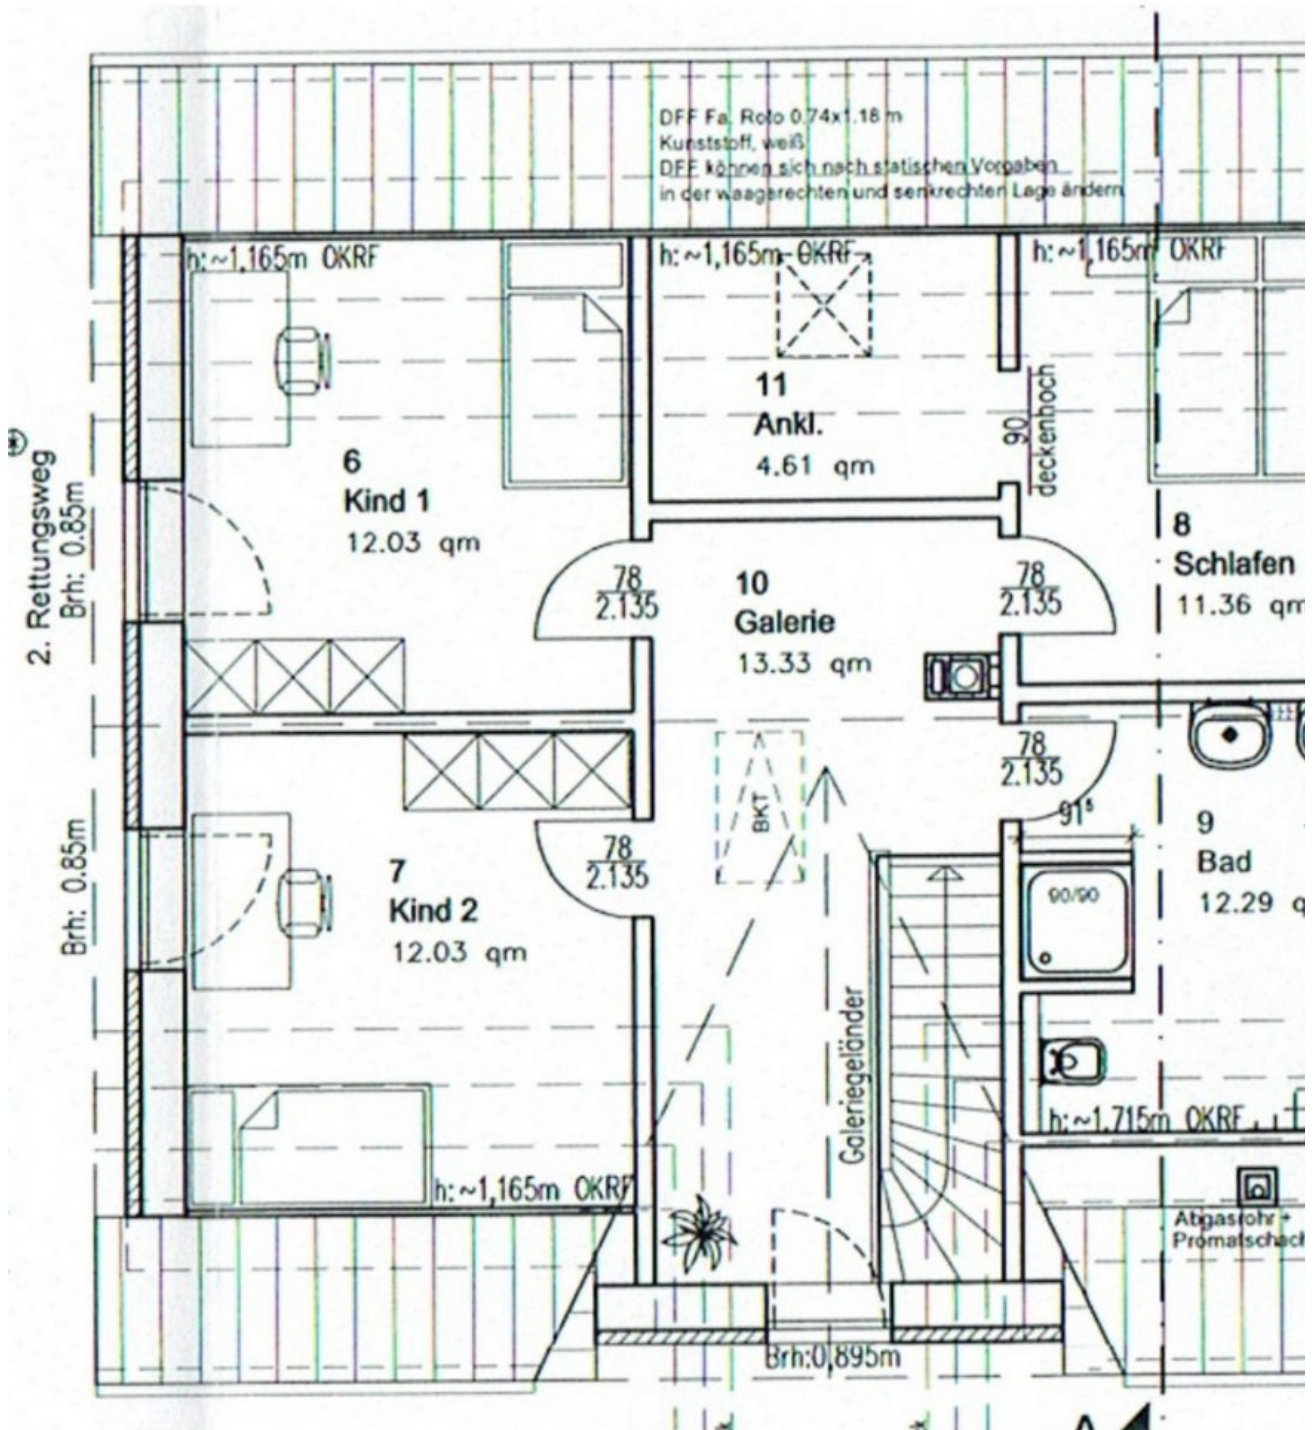 DFF Fa. Roto 0.74x1.18 m
Kunststoff, weiß
DFF können sich nach statischen Vorgaben
in der waagerechten und senkrechten Lage ändern
h:~1,165m OKRF
h:~1,165m OKRF
h:~1,165m OKRF
11
Ankl.
4.61 qm
90
deckenhoch
2. Rettungsweg
Brh: 0.85m
6
Kind 1
12.03 qm
8
Schlafen
11.36 qm
78
2.135
10
Galerie
13.33 qm
78
2.135
78
2.135
91⁵
BKT
Brh: 0.85m
7
Kind 2
12.03 qm
78
2.135
9
Bad
12.29 q
90/90
Galeriegeländer
h:~1.715m OKRF
h:~1,165m OKRF
Abgasrohr +
Promatschach
Brh:0,895m
A